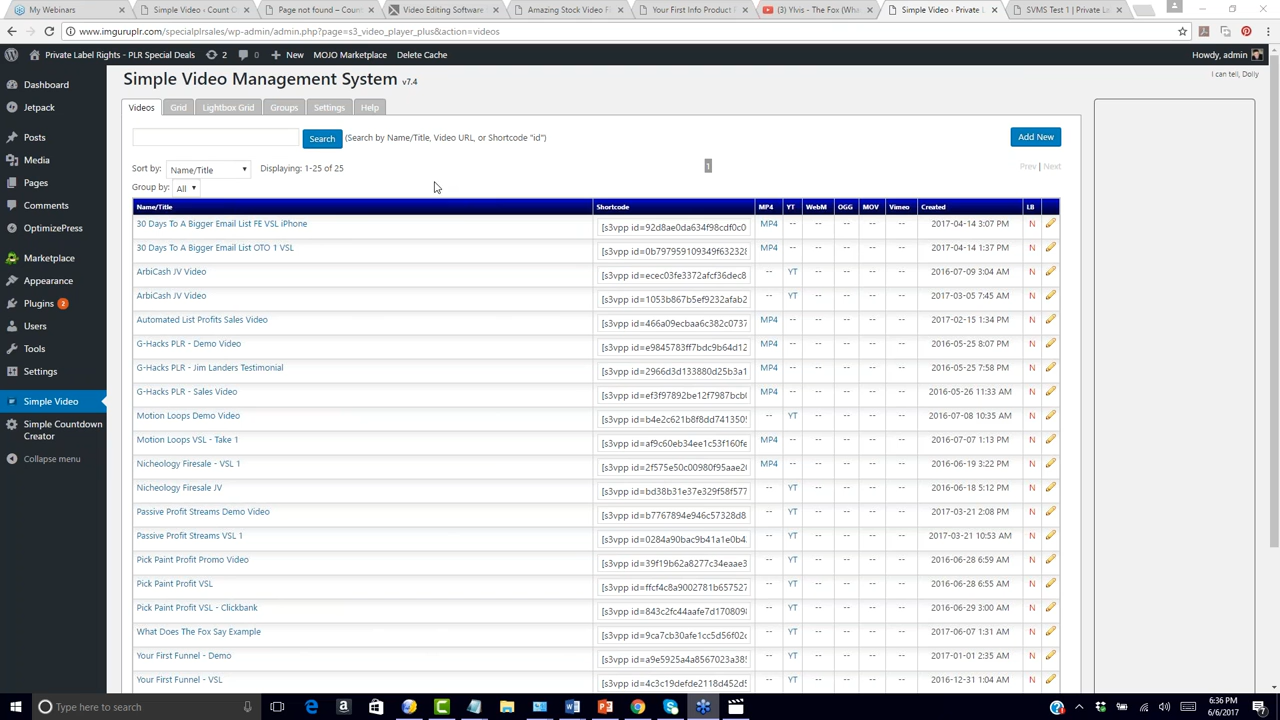 My Webinars
Simple Video ‹ Count O
Page not found – Coun
Video Editing Software
Amazing Stock Video F
Your First Info Product F
(3) Ylvis - The Fox (Wha
Simple Video ‹ Private L
SVMS Test 1 | Private La
www.imguruplr.com/specialplrsales/wp-admin/admin.php?page=s3_video_player_plus&action=videos
Private Label Rights - PLR Special Deals
2
0
New
MOJO Marketplace
Delete Cache
Howdy, admin
I can tell, Dolly
Dashboard
Jetpack
Posts
Media
Pages
Comments
OptimizePress
Marketplace
Appearance
Plugins 2
Users
Tools
Settings
Simple Video
Simple Countdown
Creator
Collapse menu
Simple Video Management System v7.4
Videos Grid Lightbox Grid Groups Settings Help
Search (Search by Name/Title, Video URL, or Shortcode "id") Add New
Sort by: Name/Title Displaying: 1-25 of 25 1 Prev | Next
Group by: All
Name/Title Shortcode MP4 YT WebM OGG MOV Vimeo Created LB
30 Days To A Bigger Email List FE VSL iPhone [s3vpp id=92d8ae0da634f98cdf0c0 MP4 -- -- -- -- -- 2017-04-14 3:07 PM N
30 Days To A Bigger Email List OTO 1 VSL [s3vpp id=0b797959109349f632328 MP4 -- -- -- -- -- 2017-04-14 1:37 PM N
ArbiCash JV Video [s3vpp id=ecec03fe3372afcf36dec8 -- YT -- -- -- -- 2016-07-09 3:04 AM N
ArbiCash JV Video [s3vpp id=1053b867b5ef9232afab2 -- YT -- -- -- -- 2017-03-05 7:45 AM N
Automated List Profits Sales Video [s3vpp id=466a09ecbaa6c382c0737 MP4 -- -- -- -- -- 2017-02-15 1:34 PM N
G-Hacks PLR - Demo Video [s3vpp id=e9845783ff7bdc9b64d12 MP4 -- -- -- -- -- 2016-05-25 8:07 PM N
G-Hacks PLR - Jim Landers Testimonial [s3vpp id=2966d3d133880d25b3a1 MP4 -- -- -- -- -- 2016-05-25 7:58 PM N
G-Hacks PLR - Sales Video [s3vpp id=ef3f97892be12f7987bcb MP4 -- -- -- -- -- 2016-05-26 11:33 AM N
Motion Loops Demo Video [s3vpp id=b4e2c621b8f8dd741350 -- YT -- -- -- -- 2016-07-08 10:35 AM N
Motion Loops VSL - Take 1 [s3vpp id=af9c60eb34ee1c53f160fe MP4 -- -- -- -- -- 2016-07-07 1:13 PM N
Nicheology Firesale - VSL 1 [s3vpp id=2f575e50c00980f95aae2 MP4 -- -- -- -- -- 2016-06-19 3:22 PM N
Nicheology Firesale JV [s3vpp id=bd38b31e37e329f58f577 -- YT -- -- -- -- 2016-06-18 5:12 PM N
Passive Profit Streams Demo Video [s3vpp id=b7767894e946c57328d8 -- YT -- -- -- -- 2017-03-21 2:08 PM N
Passive Profit Streams VSL 1 [s3vpp id=0284a90bac9b41a1e0b4 -- YT -- -- -- -- 2017-03-21 10:53 AM N
Pick Paint Profit Promo Video [s3vpp id=39f19b62a8277c34eaae3 -- YT -- -- -- -- 2016-06-28 6:59 AM N
Pick Paint Profit VSL [s3vpp id=ffcf4c8a9002781b657527 -- YT -- -- -- -- 2016-06-28 6:55 AM N
Pick Paint Profit VSL - Clickbank [s3vpp id=843c2fc44aafe7d170809 -- YT -- -- -- -- 2016-06-29 3:00 AM N
What Does The Fox Say Example [s3vpp id=9ca7cb30afe1cc5d56f02 -- YT -- -- -- -- 2017-06-07 1:31 AM N
Your First Funnel - Demo [s3vpp id=a9e5925a4a8567023a38 -- YT -- -- -- -- 2017-01-01 2:35 AM N
Your First Funnel - VSL [s3vpp id=4c3c19defde2118d452d5 -- YT -- -- -- -- 2016-12-31 1:04 AM N
Type here to search
6:36 PM
6/6/2017